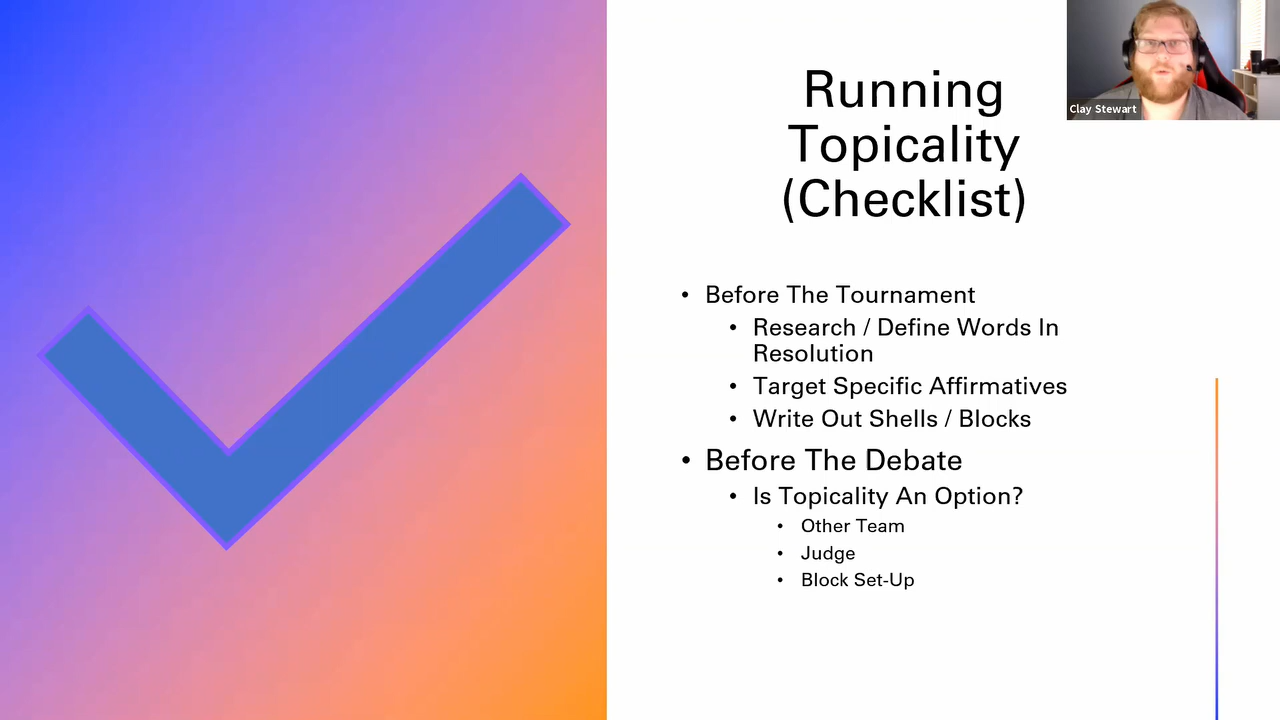 Running
Topicality
(Checklist)
Clay Stewart
• Before The Tournament
• Research / Define Words In
Resolution
• Target Specific Affirmatives
• Write Out Shells / Blocks
• Before The Debate
• Is Topicality An Option?
• Other Team
• Judge
• Block Set-Up